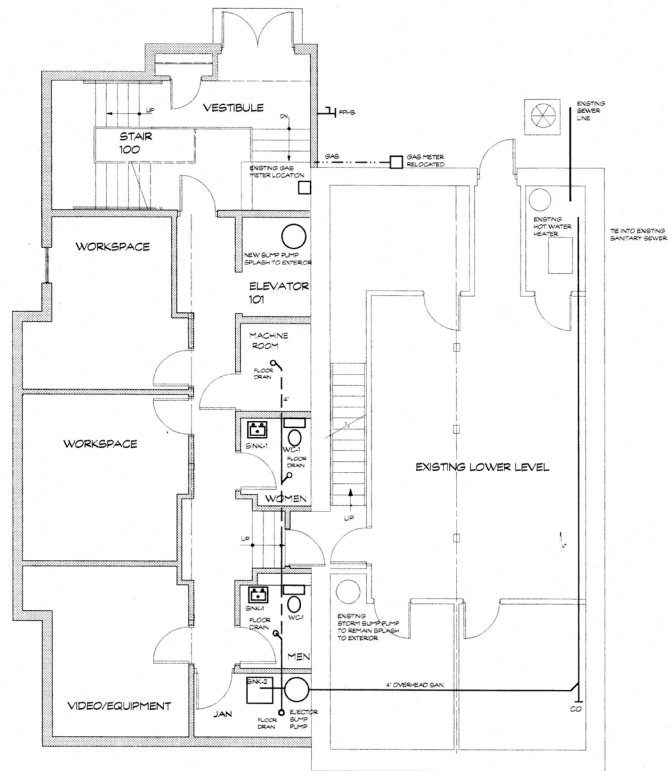 UP
VESTIBULE
DN
FPHB
EXISTING
SEWER
LINE
STAIR
100
GAS
GAS METER
RELOCATED
EXISTING GAS
METER LOCATION
EXISTING
HOT WATER
HEATER
TIE INTO EXISTING
SANITARY SEWER
WORKSPACE
NEW SUMP PUMP
SPLASH TO EXTERIOR
ELEVATOR
101
MACHINE
ROOM
FLOOR
DRAIN
4"
WORKSPACE
SINK-1
WC-1
FLOOR
DRAIN
WOMEN
EXISTING LOWER LEVEL
UP
UP
SINK-1
WC-1
FLOOR
DRAIN
MEN
EXISTING
STORM SUMP PUMP
TO REMAIN SPLASH
TO EXTERIOR
SINK-2
4" OVERHEAD SAN
CO
VIDEO/EQUIPMENT
JAN
FLOOR
DRAIN
EJECTOR
SUMP
PUMP